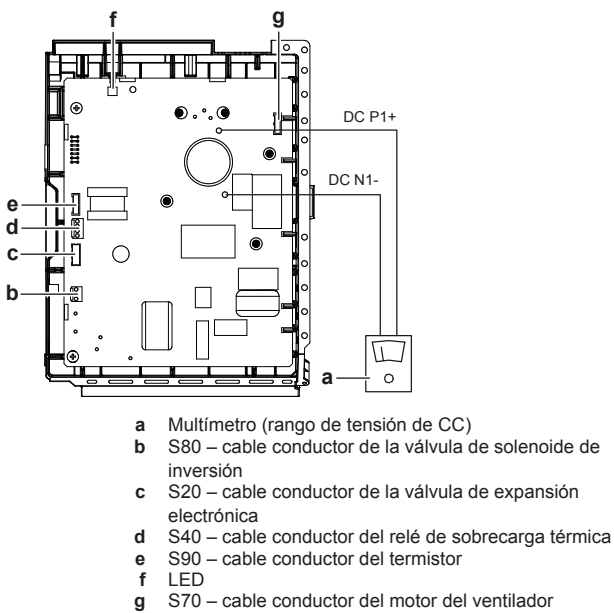 f
g
DC P1+
DC N1-
e
d
c
b
a
a Multímetro (rango de tensión de CC)
b S80 – cable conductor de la válvula de solenoide de
inversión
c S20 – cable conductor de la válvula de expansión
electrónica
d S40 – cable conductor del relé de sobrecarga térmica
e S90 – cable conductor del termistor
f LED
g S70 – cable conductor del motor del ventilador